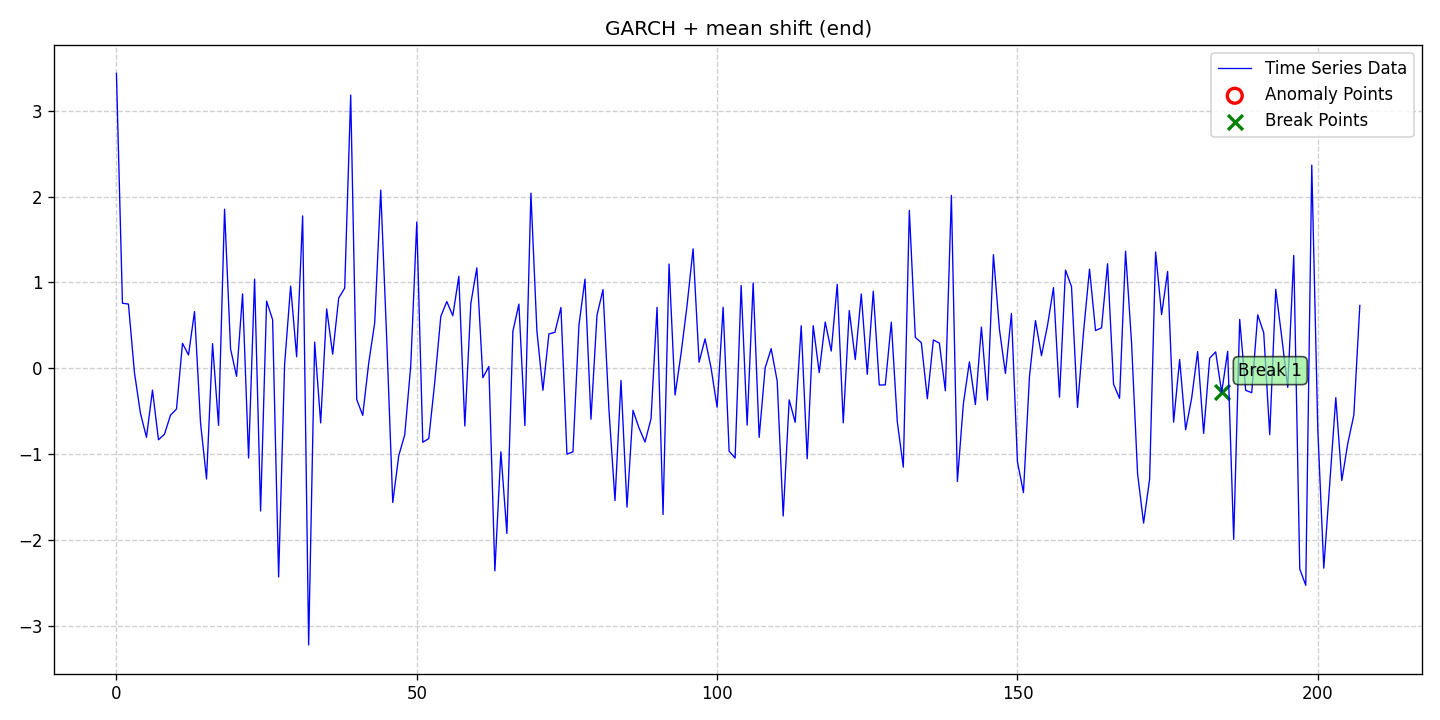 GARCH + mean shift (end)
Time Series Data
Anomaly Points
Break Points
3
2
1
0
−1
−2
−3
Break 1
0
50
100
150
200